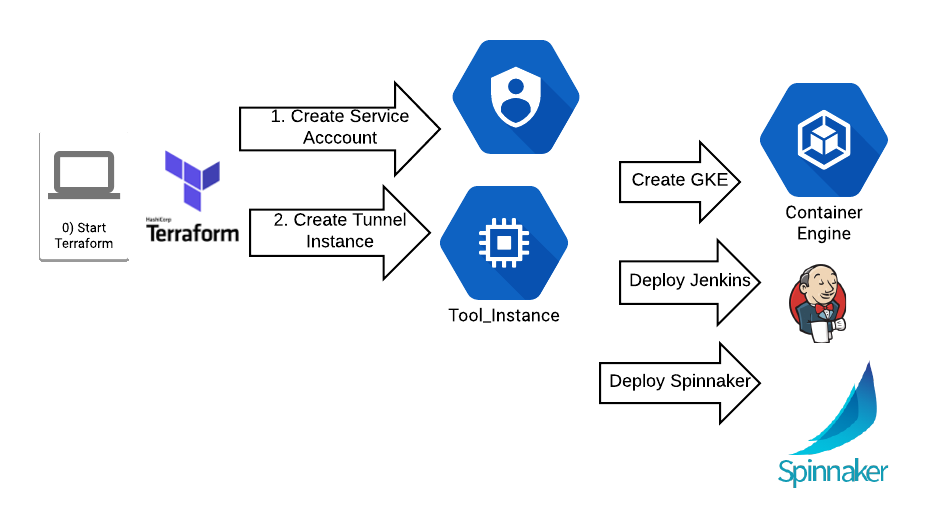 0) Start
Terraform
HashiCorp
Terraform
1. Create Service
Acccount
2. Create Tunnel
Instance
Tool_Instance
Create GKE
Container
Engine
Deploy Jenkins
Deploy Spinnaker
Spinnaker